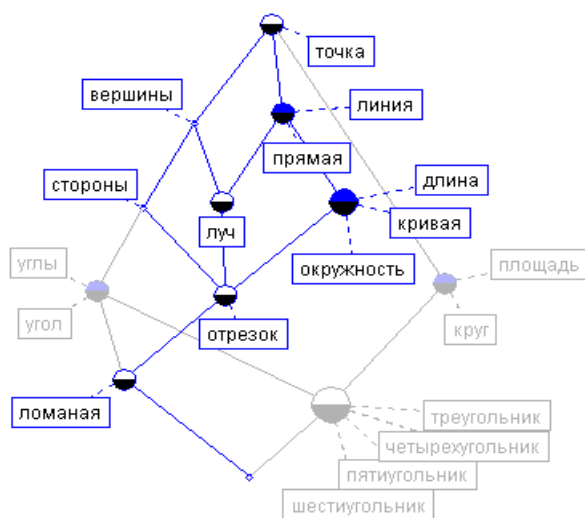 точка
вершины
линия
прямая
стороны
длина
луч
кривая
углы
окружность
площадь
угол
отрезок
круг
ломаная
треугольник
четырехугольник
пятиугольник
шестиугольник